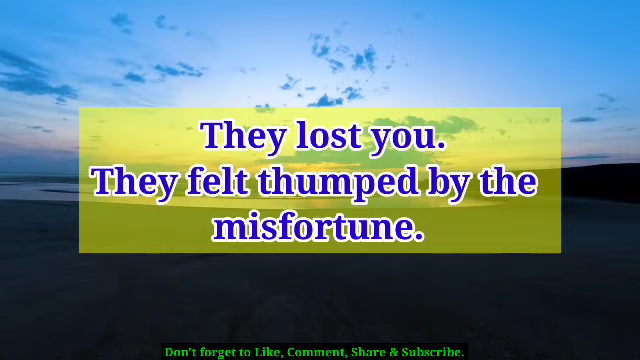 They lost you.
They felt thumped by the
misfortune.
Don't forget to Like, Comment, Share & Subscribe.